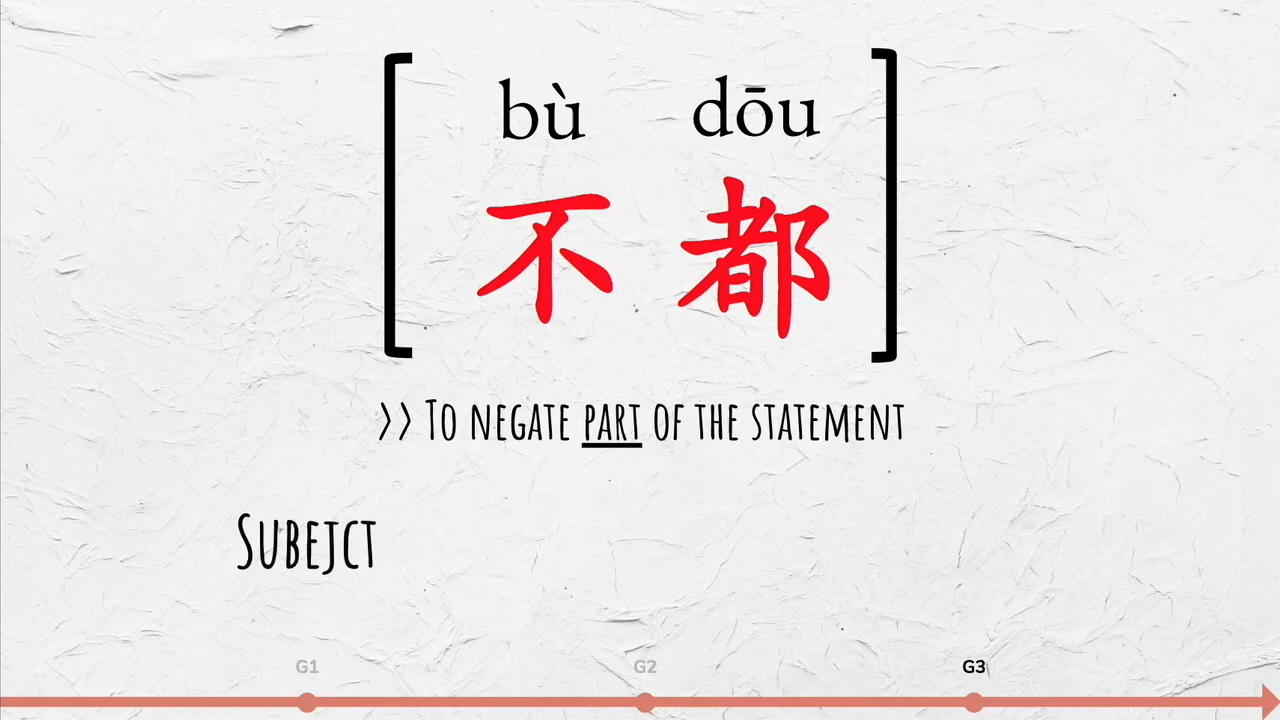 bù dōu
不 都
>> To negate part of the statement
Subejct
G1 G2 G3